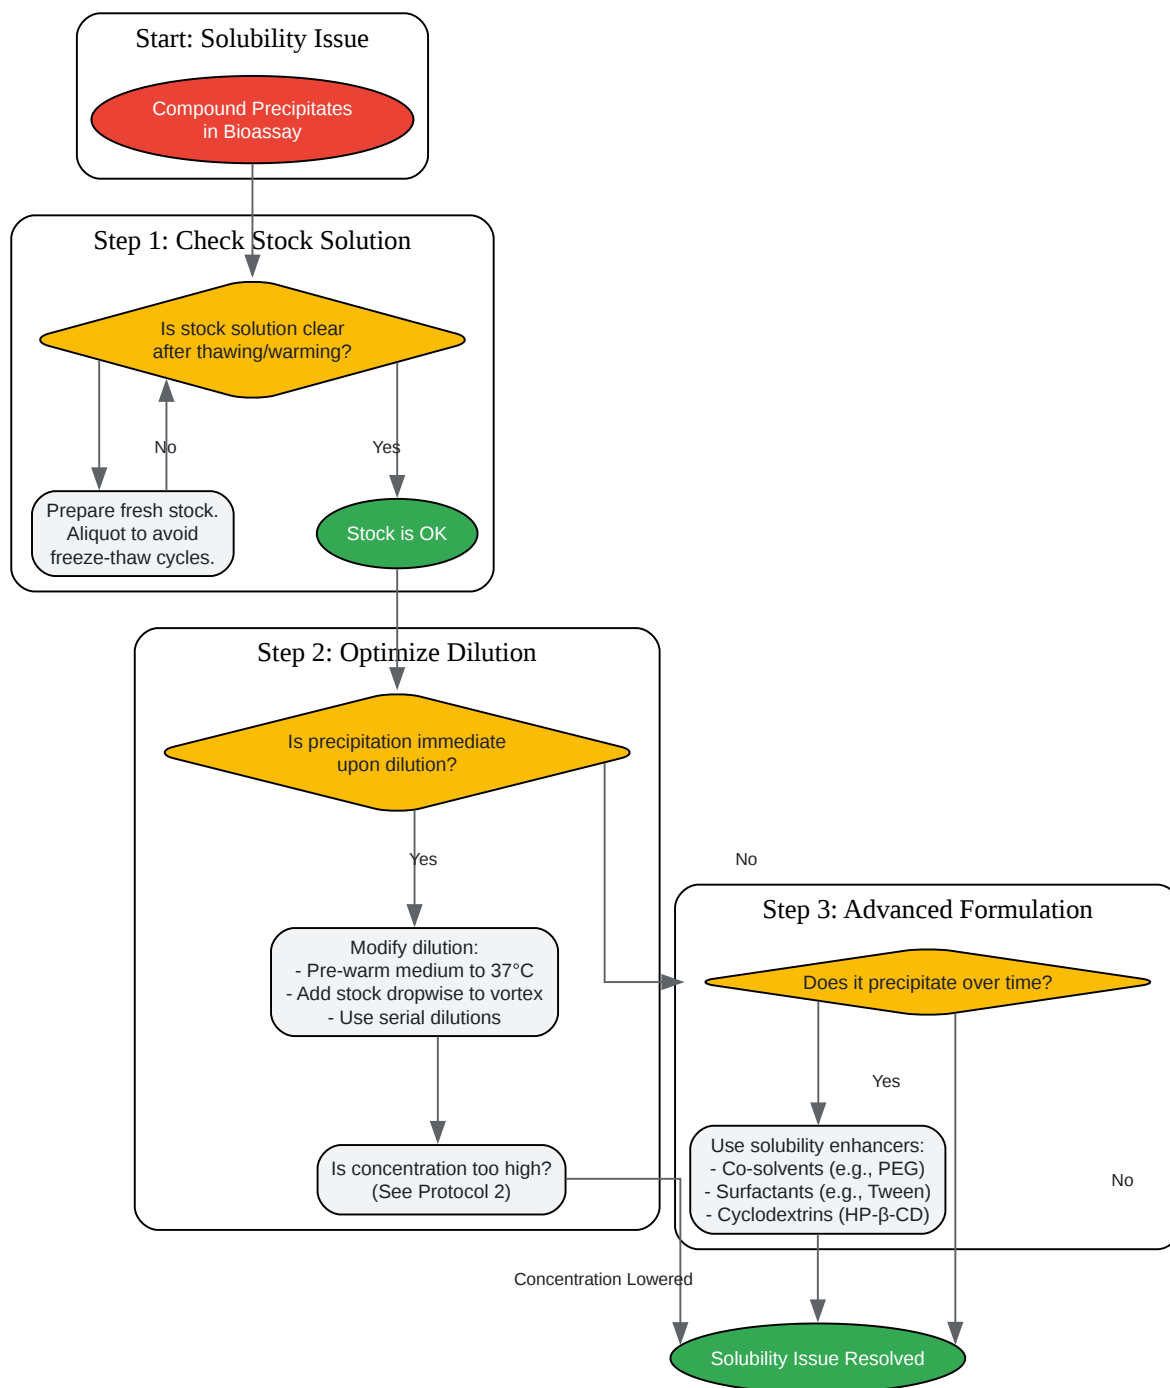 Start: Solubility Issue
Compound Precipitates
in Bioassay
Step 1: Check Stock Solution
Is stock solution clear
after thawing/warming?
No
Yes
Prepare fresh stock.
Aliquot to avoid
freeze-thaw cycles.
Stock is OK
Step 2: Optimize Dilution
Is precipitation immediate
upon dilution?
Yes
No
Modify dilution:
- Pre-warm medium to 37°C
- Add stock dropwise to vortex
- Use serial dilutions
Is concentration too high?
(See Protocol 2)
Step 3: Advanced Formulation
Does it precipitate over time?
Yes
Use solubility enhancers:
- Co-solvents (e.g., PEG)
- Surfactants (e.g., Tween)
- Cyclodextrins (HP-β-CD)
No
Concentration Lowered
Solubility Issue Resolved